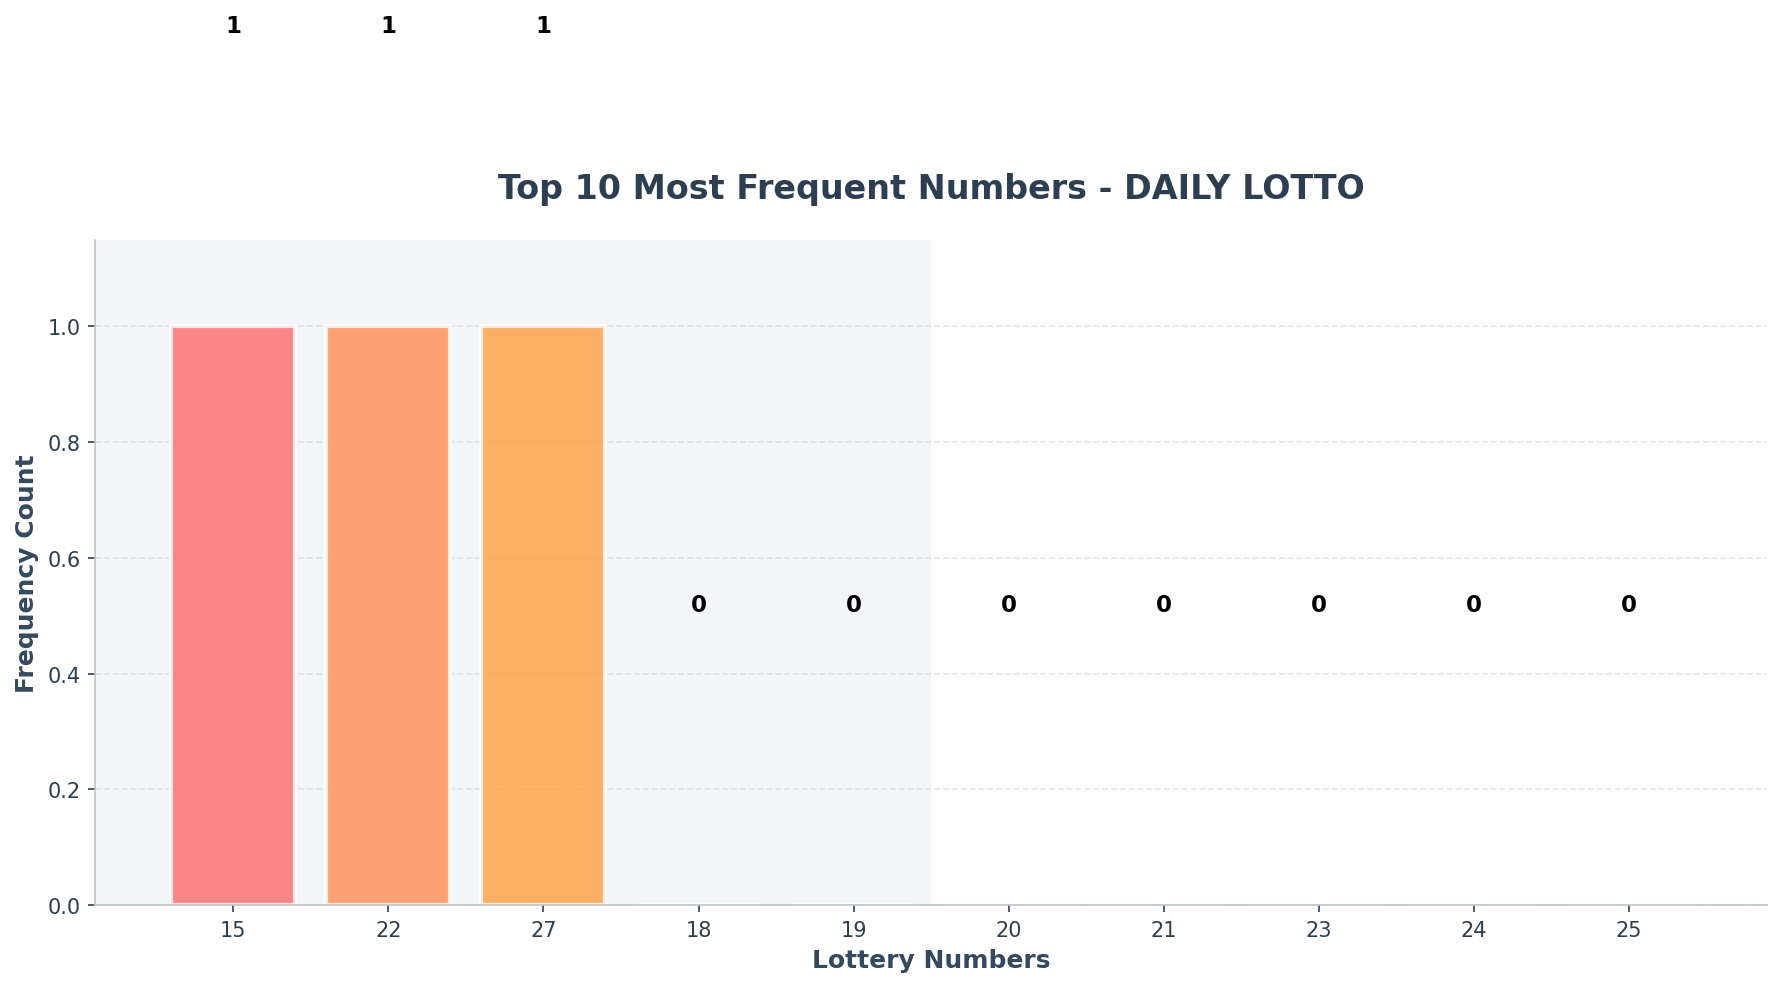 1 1 1
Top 10 Most Frequent Numbers - DAILY LOTTO
Frequency Count
1.0
0.8
0.6
0 0 0 0 0 0 0
0.4
0.2
0.0
15 22 27 18 19 20 21 23 24 25
Lottery Numbers